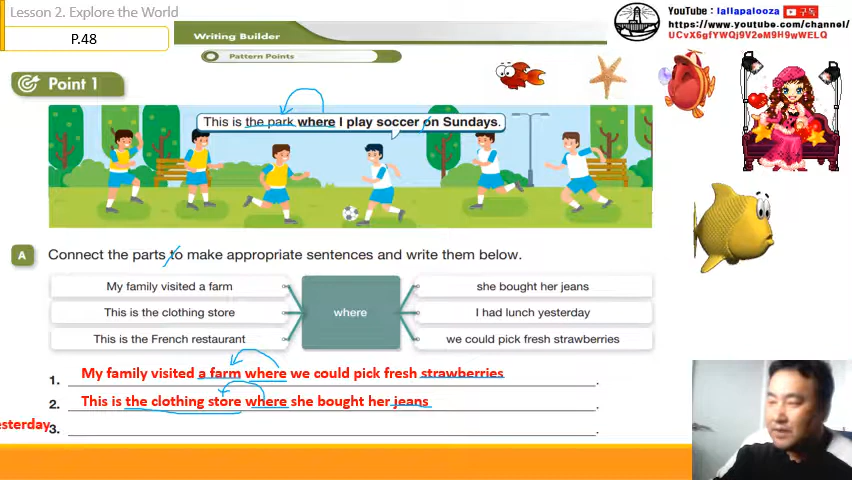 Lesson 2. Explore the World
P.48
Writing Builder
Pattern Points
YouTube : lallapalooza 구독
https://www.youtube.com/channel/
UCvX6gfYWQj9V2eM9H9wWELQ
Point 1
This is the park where I play soccer on Sundays.
A Connect the parts to make appropriate sentences and write them below.
My family visited a farm
she bought her jeans
This is the clothing store
where
I had lunch yesterday
This is the French restaurant
we could pick fresh strawberries
1. My family visited a farm where we could pick fresh strawberries .
2. This is the clothing store where she bought her jeans .
esterday
3. .